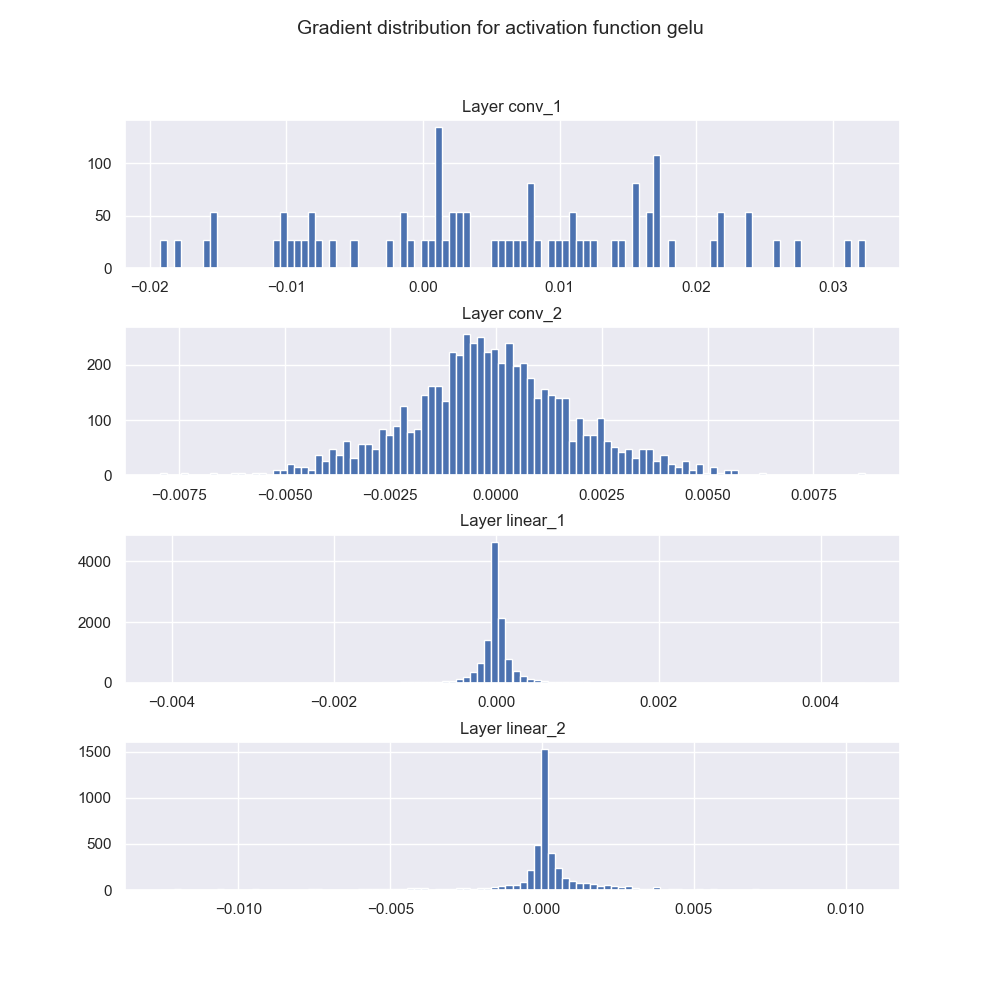 Gradient distribution for activation function gelu
Layer conv_1
100
50
0
−0.02 −0.01 0.00 0.01 0.02 0.03
Layer conv_2
200
100
0
−0.0075 −0.0050 −0.0025 0.0000 0.0025 0.0050 0.0075
Layer linear_1
4000
2000
0
−0.004 −0.002 0.000 0.002 0.004
Layer linear_2
1500
1000
500
0
−0.010 −0.005 0.000 0.005 0.010